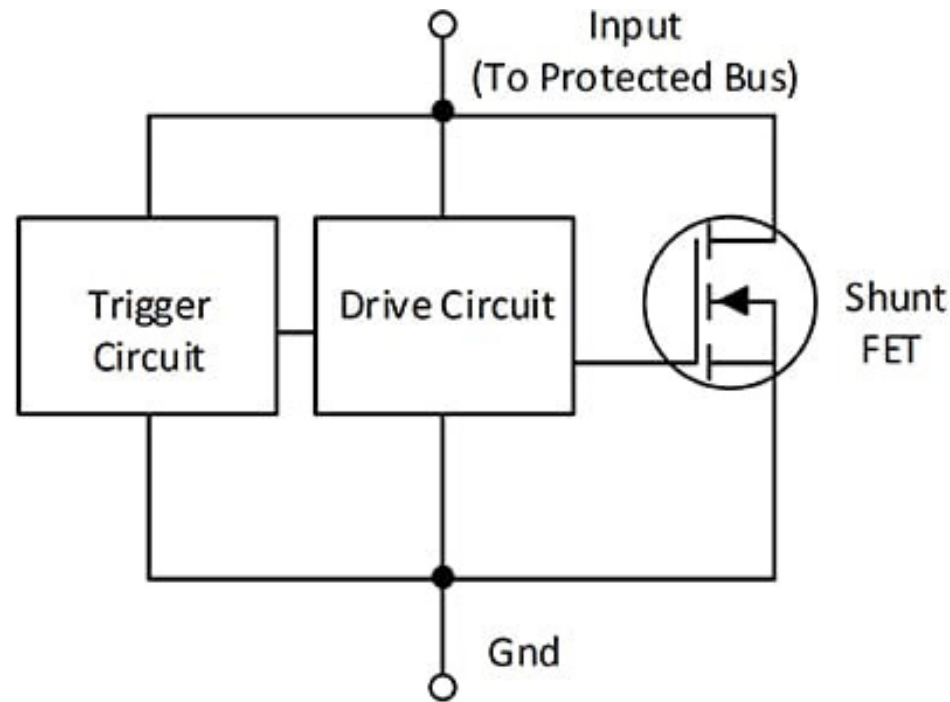 Input
(To Protected Bus)
Trigger
Circuit
Drive Circuit
Shunt
FET
Gnd